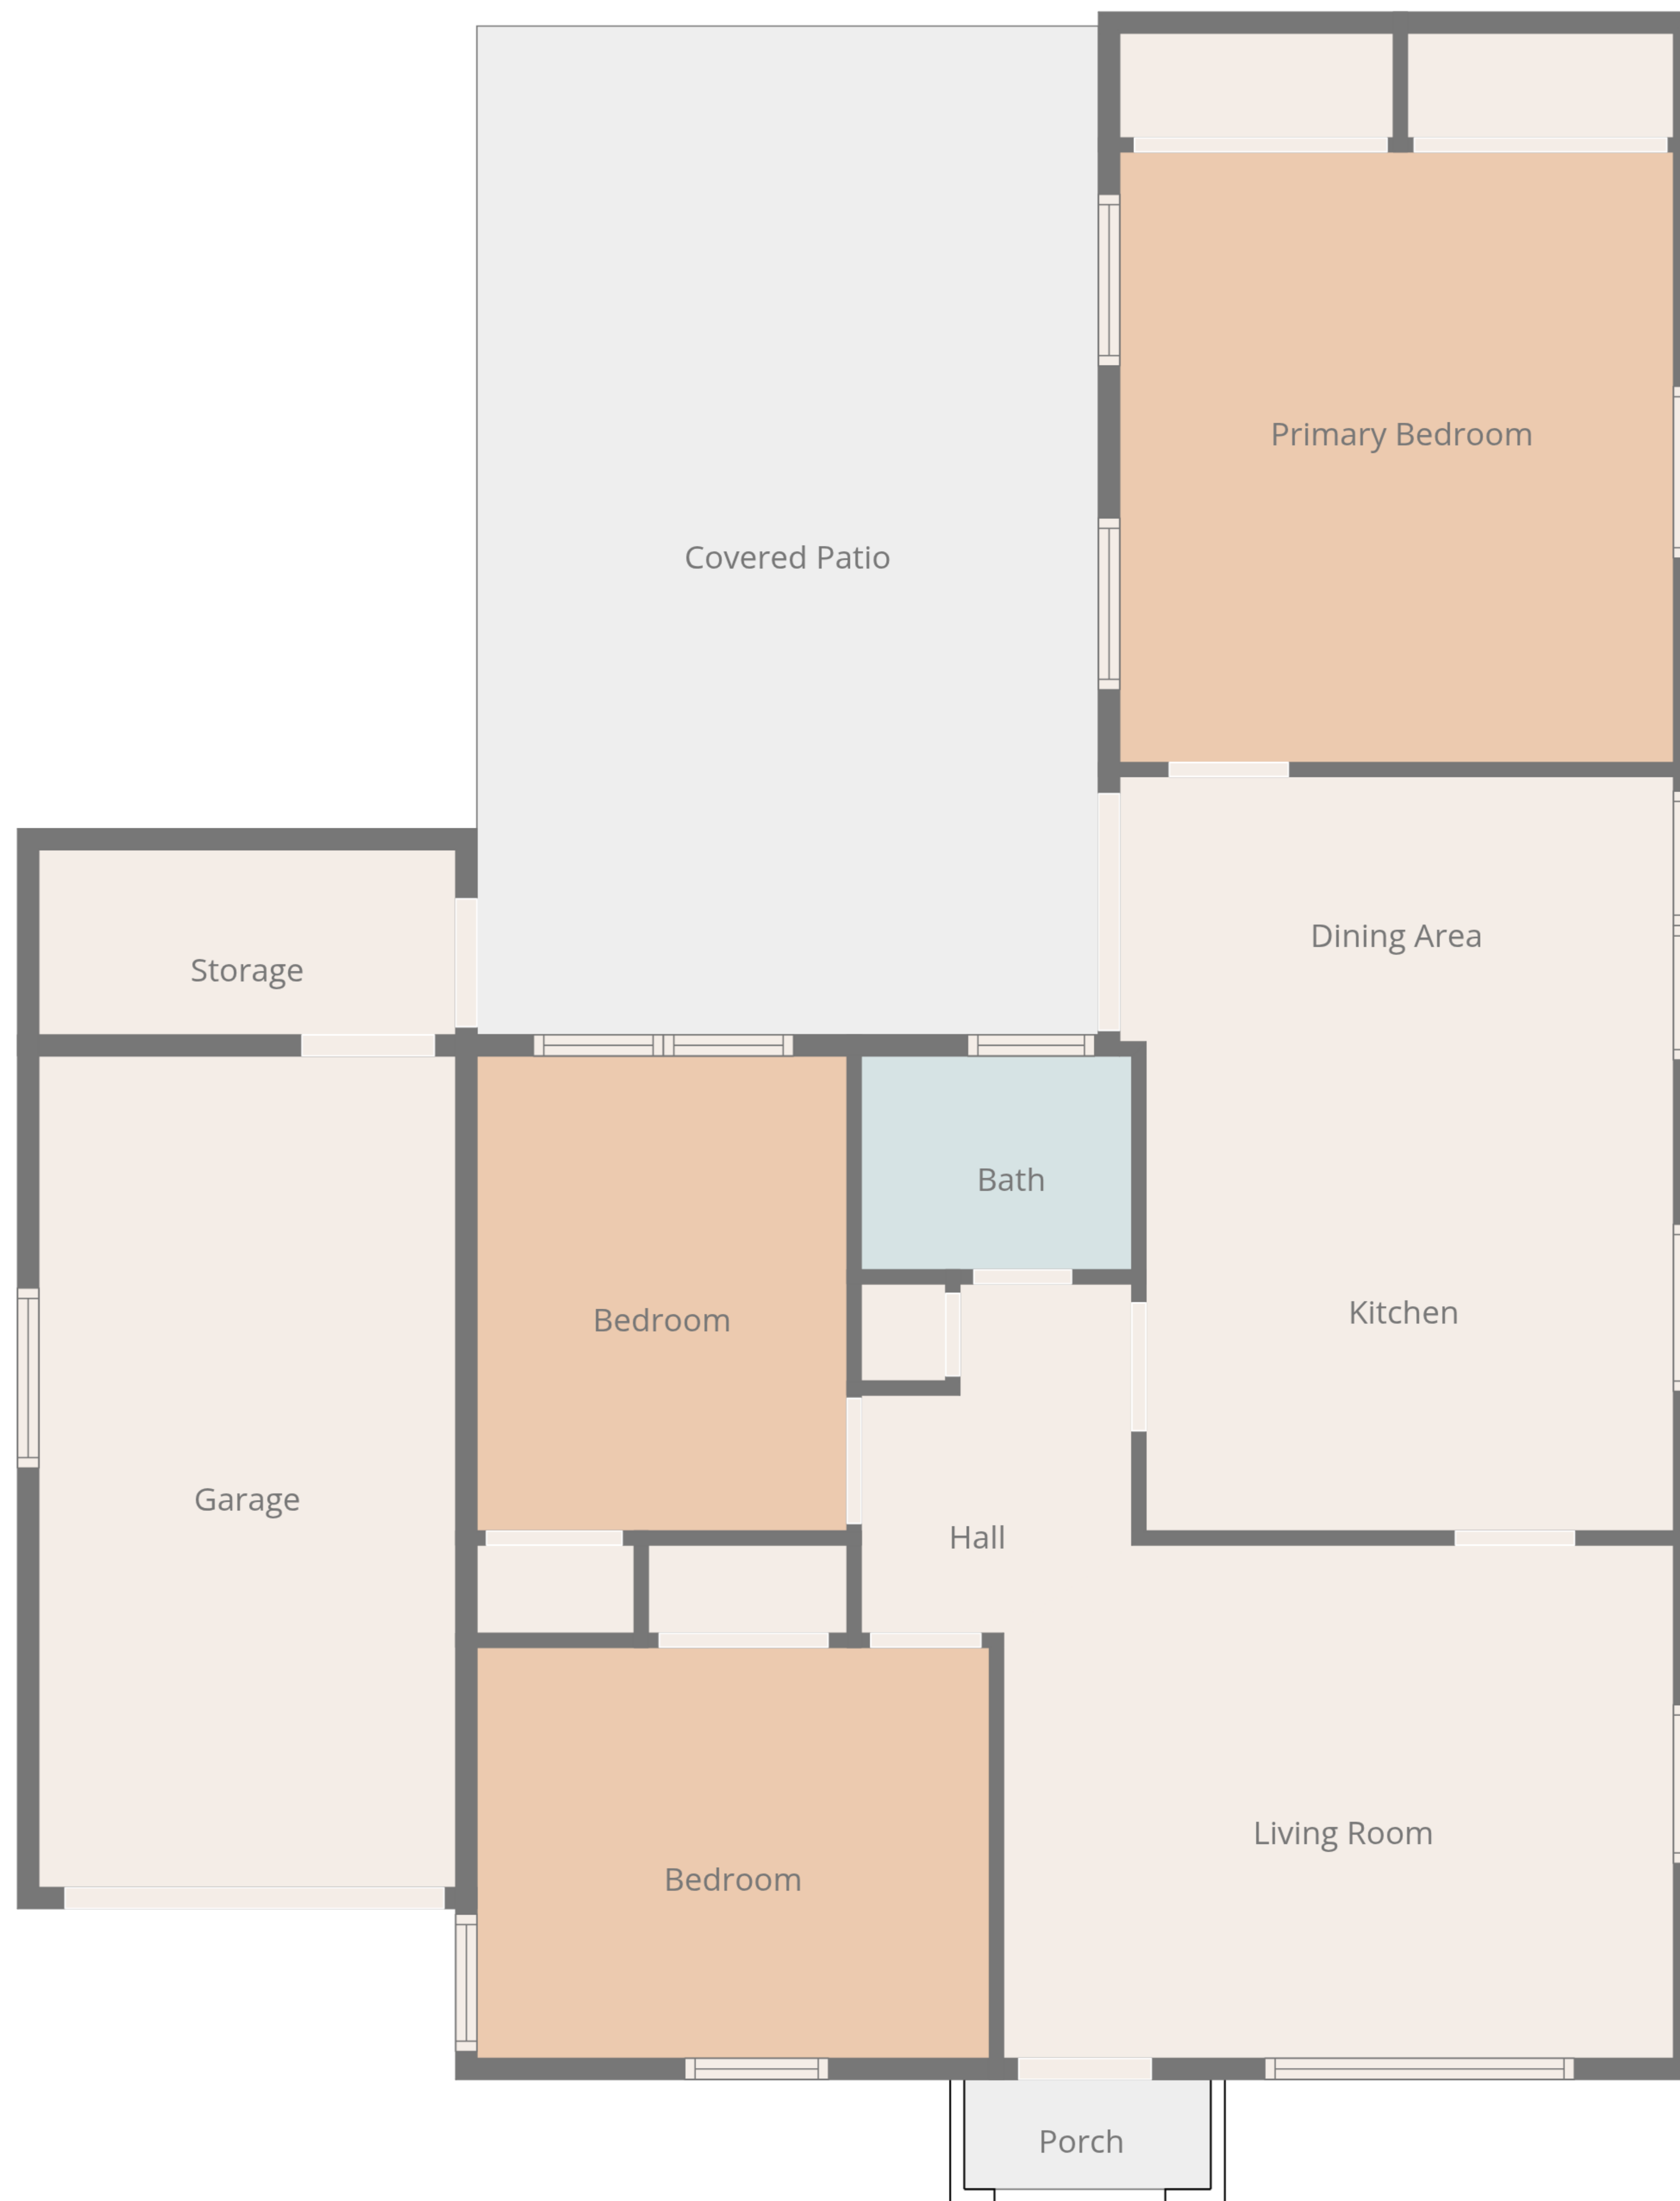 Primary Bedroom
Covered Patio
Dining Area
Storage
Bath
Kitchen
Bedroom
Garage
Hall
Living Room
Bedroom
Porch